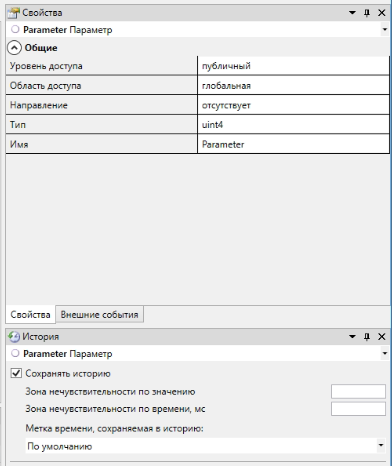 Свойства
Parameter Параметр
Общие
Уровень доступа публичный
Область доступа глобальная
Направление отсутствует
Тип uint4
Имя Parameter
Свойства Внешние события
История
Parameter Параметр
Сохранять историю
Зона нечувствительности по значению
Зона нечувствительности по времени, мс
Метка времени, сохраняемая в историю:
По умолчанию